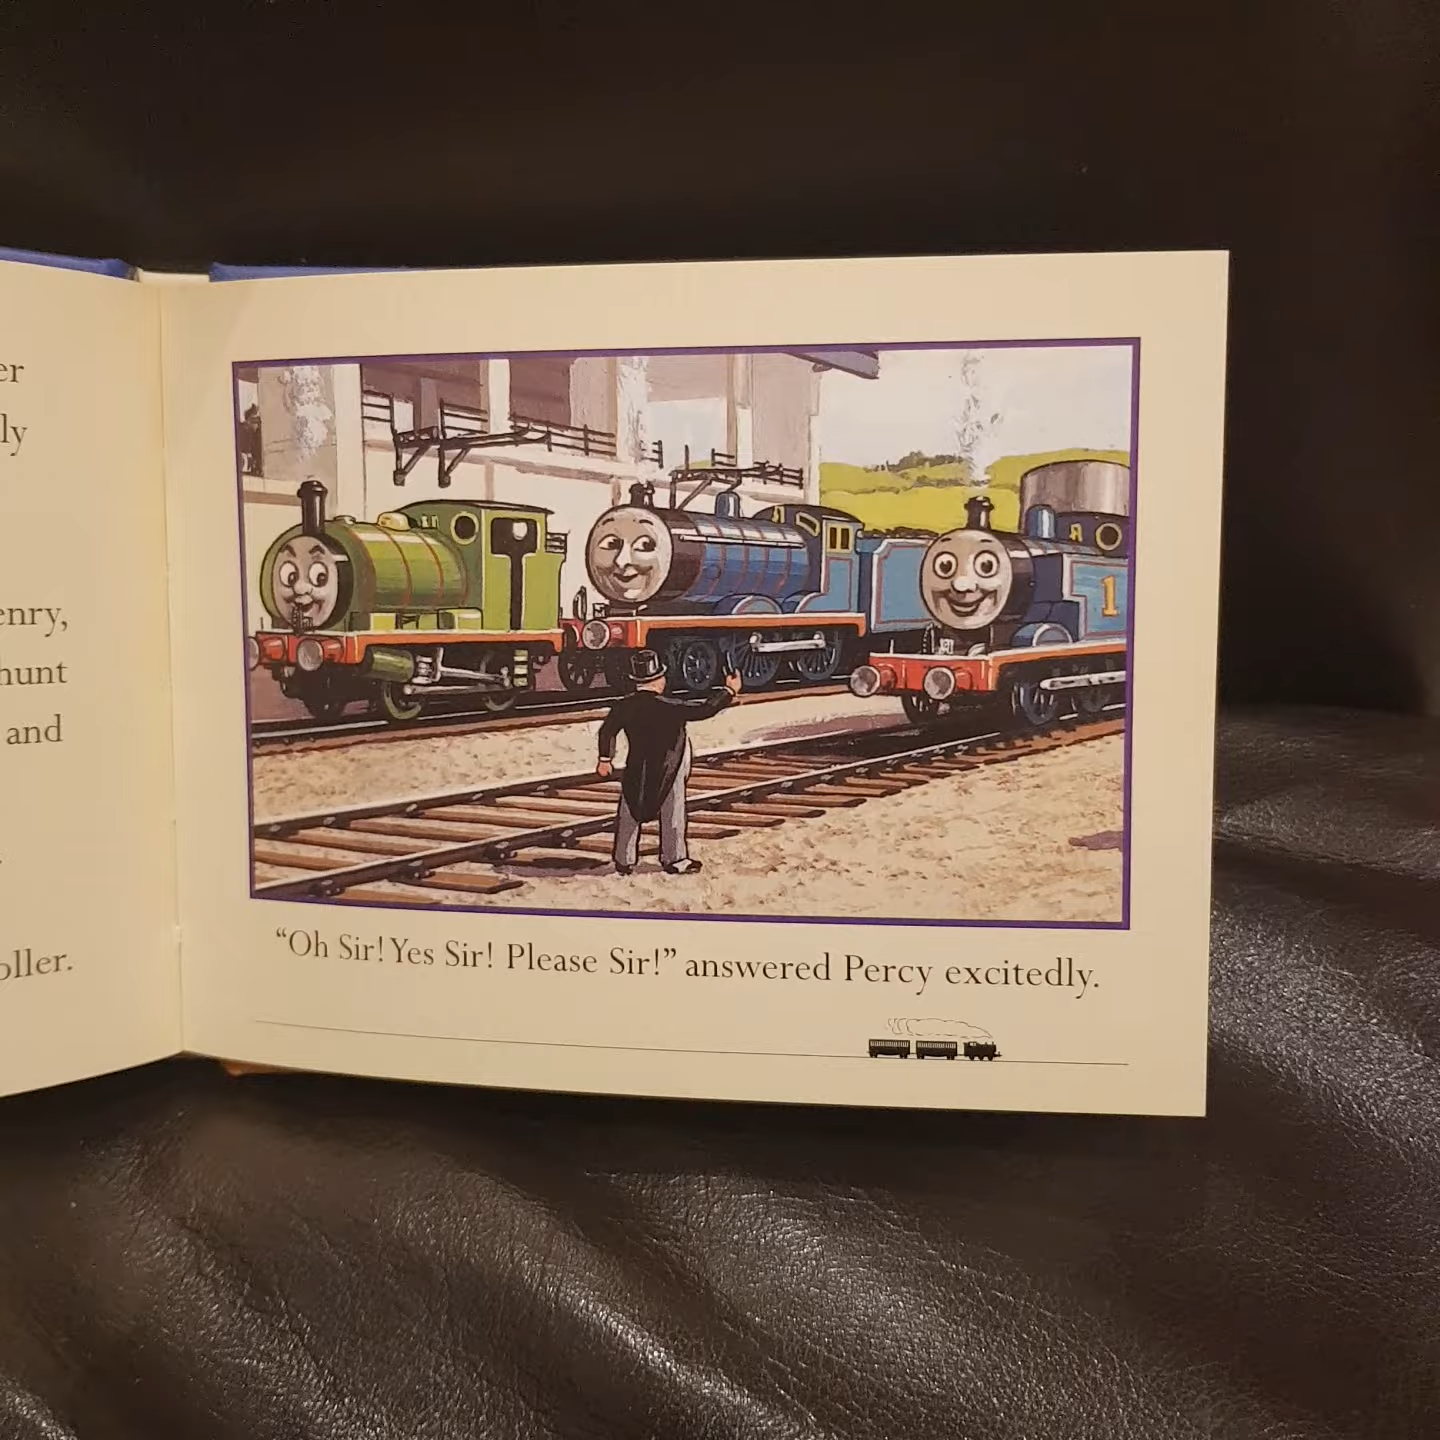 er
ly
enry,
hunt
and
oller.
1
"Oh Sir! Yes Sir! Please Sir!" answered Percy excitedly.